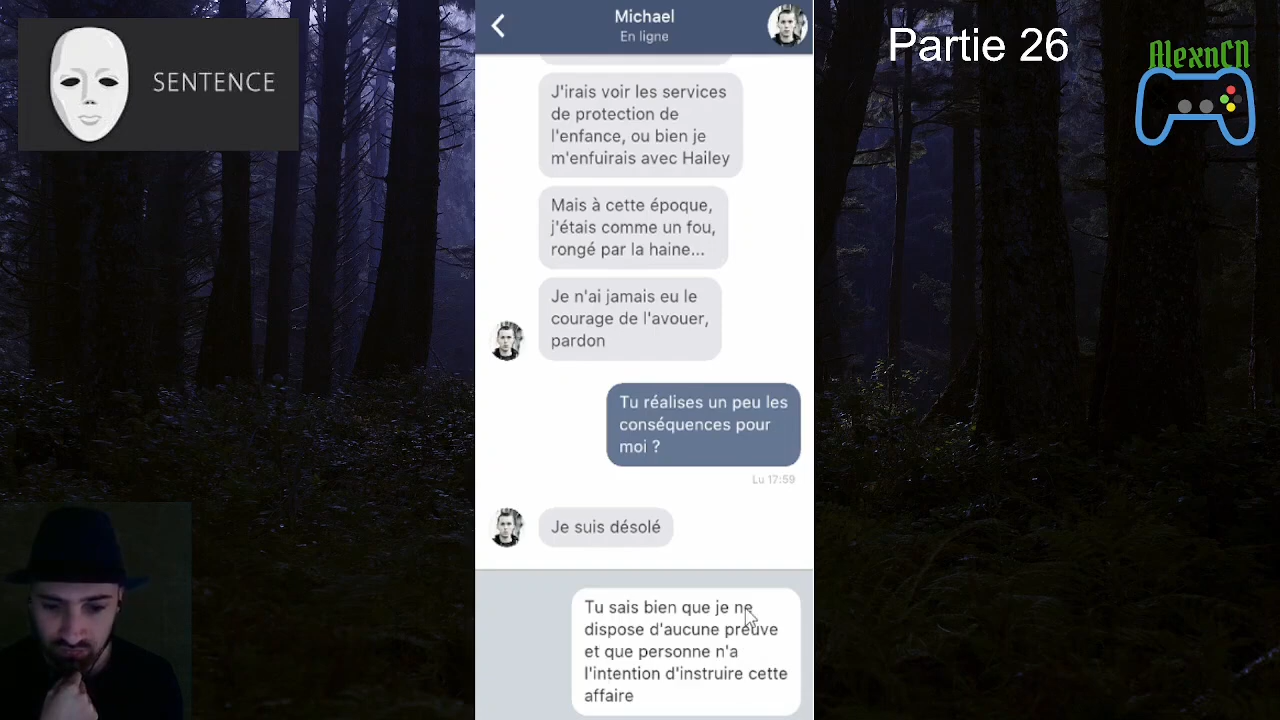 SENTENCE
Michael
En ligne
Partie 26
AlexnCN
J'irais voir les services
de protection de
l'enfance, ou bien je
m'enfuirais avec Hailey
Mais à cette époque,
j'étais comme un fou,
rongé par la haine...
Je n'ai jamais eu le
courage de l'avouer,
pardon
Tu réalises un peu les
conséquences pour
moi ?
Lu 17:59
Je suis désolé
Tu sais bien que je ne
dispose d'aucune preuve
et que personne n'a
l'intention d'instruire cette
affaire